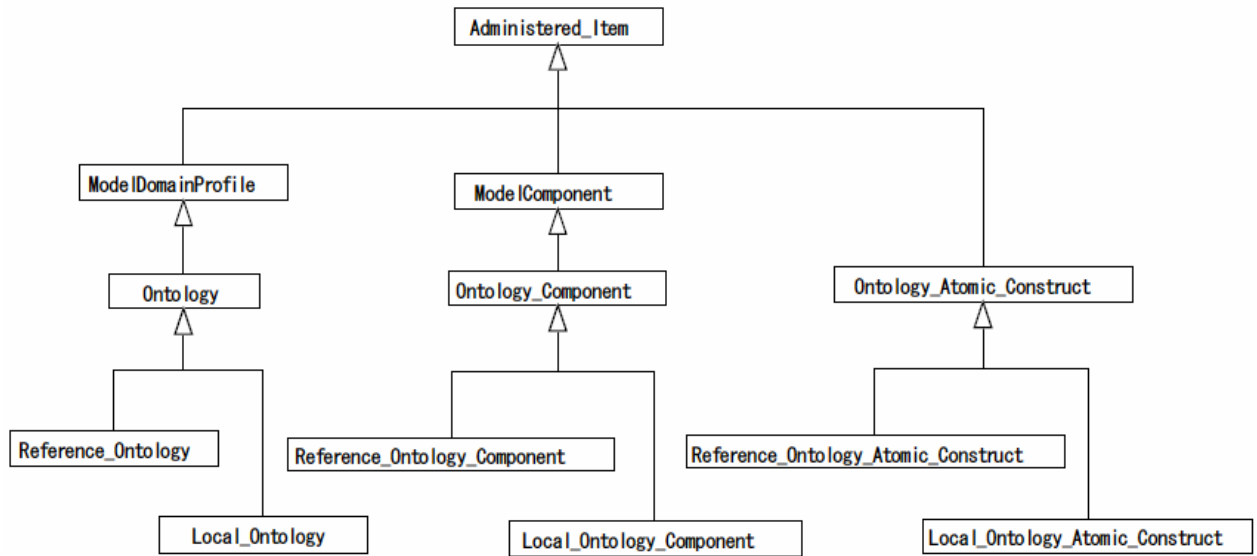 Administered_Item
ModelDomainProfile
ModelComponent
Ontology
Ontology_Component
Ontology_Atomic_Construct
Reference_Ontology
Reference_Ontology_Component
Reference_Ontology_Atomic_Construct
Local_Ontology
Local_Ontology_Component
Local_Ontology_Atomic_Construct